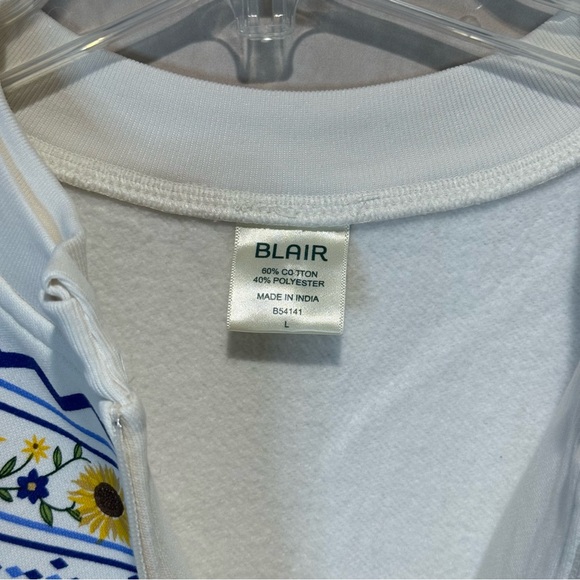 BLAIR
60% COTTON
40% POLYESTER
MADE IN INDIA
B54141
L